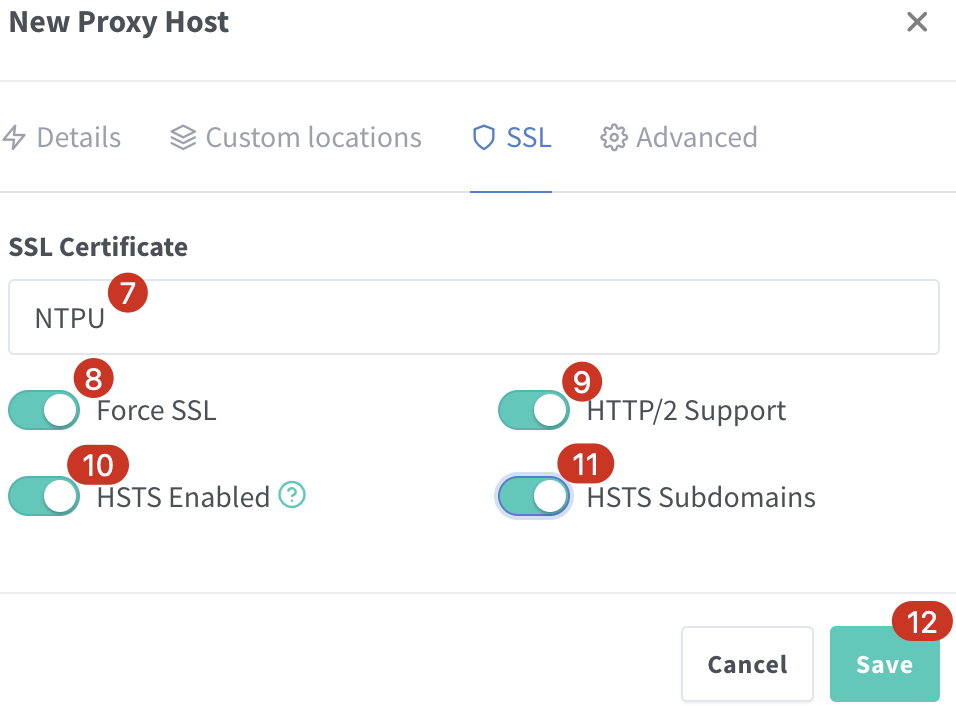 New Proxy Host
Details Custom locations SSL Advanced
SSL Certificate
7
NTPU
8 9
Force SSL HTTP/2 Support
10 11
HSTS Enabled ? HSTS Subdomains
12
Cancel Save